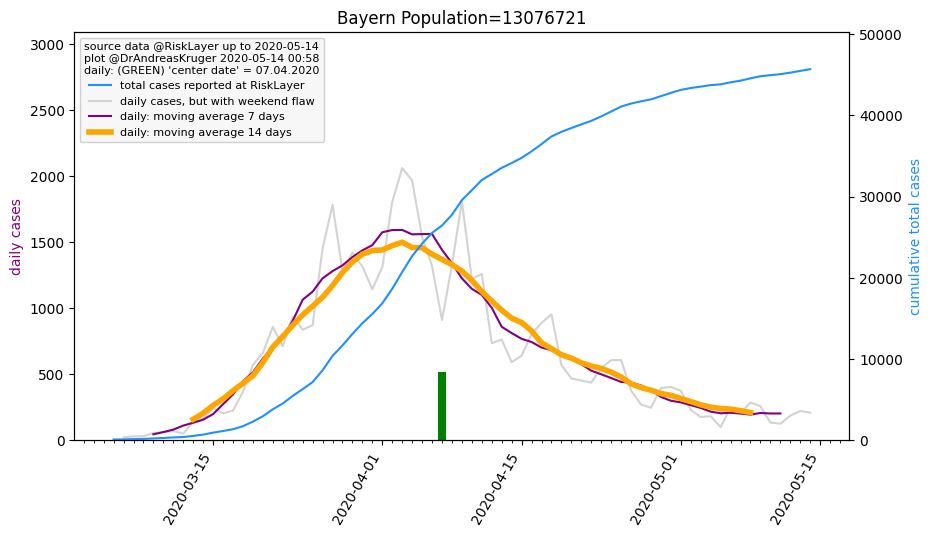 Bayern Population=13076721
source data @RiskLayer up to 2020-05-14
plot @DrAndreasKruger 2020-05-14 00:58
daily: (GREEN) 'center date' = 07.04.2020
total cases reported at RiskLayer
daily cases, but with weekend flaw
daily: moving average 7 days
daily: moving average 14 days
daily cases
3000
2500
2000
1500
1000
500
0
cumulative total cases
50000
40000
30000
20000
10000
0
2020-03-15
2020-04-01
2020-04-15
2020-05-01
2020-05-15